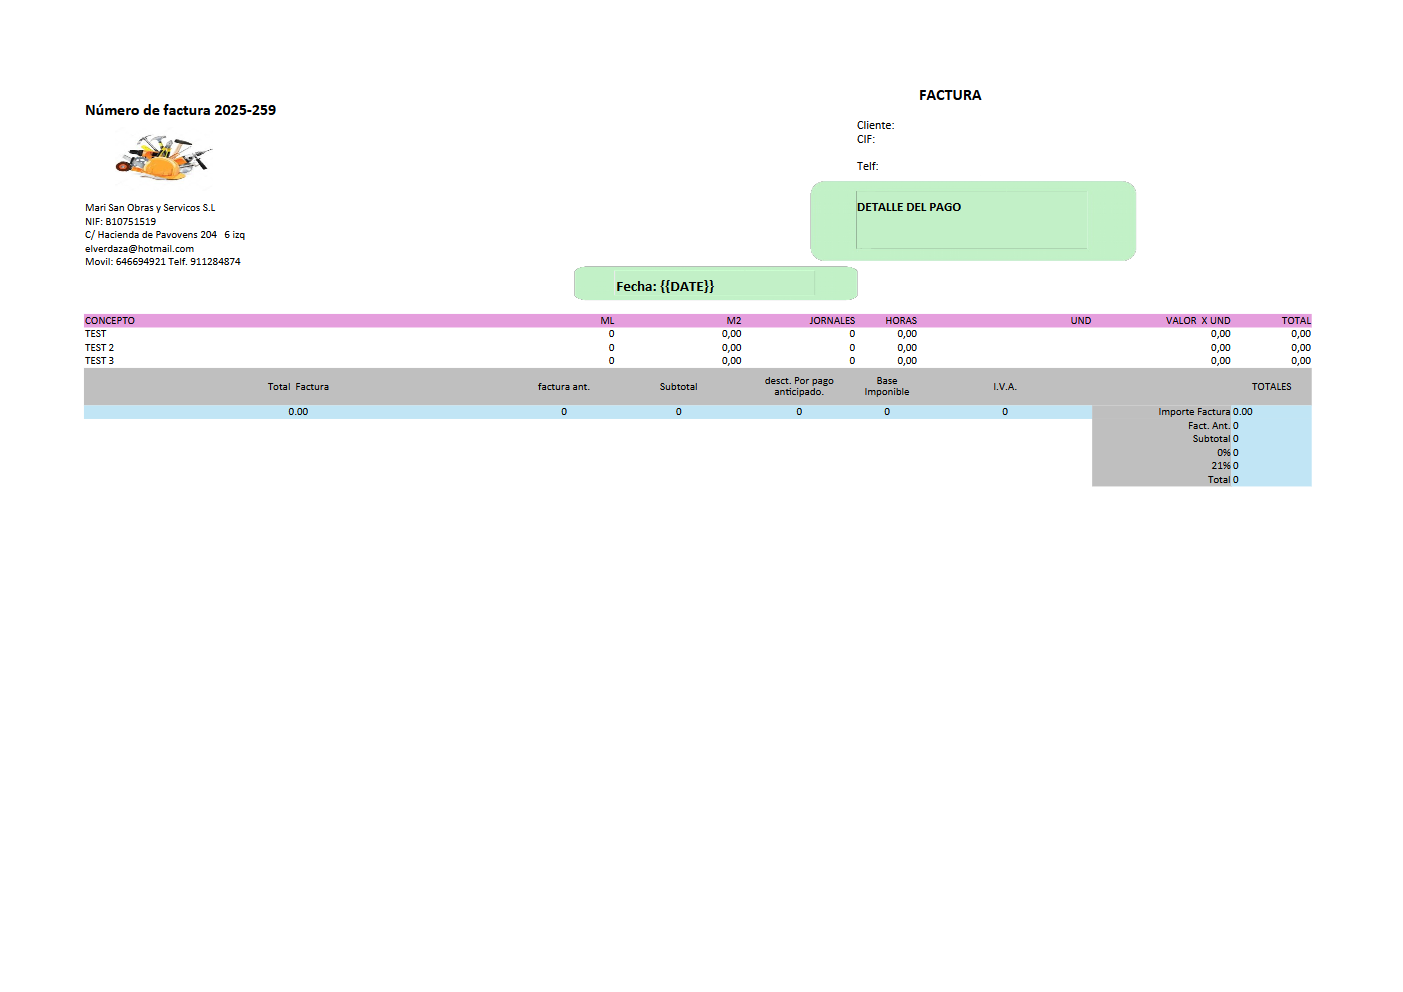 FACTURA
Número de factura 2025-259
Cliente:
CIF:
Telf:
Mari San Obras y Servicos S.L
NIF: B10751519
C/ Hacienda de Pavovens 204 6 izq
elverdaza@hotmail.com
Movil: 646694921 Telf. 911284874
DETALLE DEL PAGO
Fecha: {{DATE}}
CONCEPTO ML M2 JORNALES HORAS UND VALOR X UND TOTAL
TEST 0 0,00 0 0,00 0,00 0,00
TEST 2 0 0,00 0 0,00 0,00 0,00
TEST 3 0 0,00 0 0,00 0,00 0,00
Total Factura factura ant. Subtotal desct. Por pago anticipado. Base Imponible I.V.A. TOTALES
0.00 0 0 0 0 0 Importe Factura 0.00
Fact. Ant. 0
Subtotal 0
0% 0
21% 0
Total 0